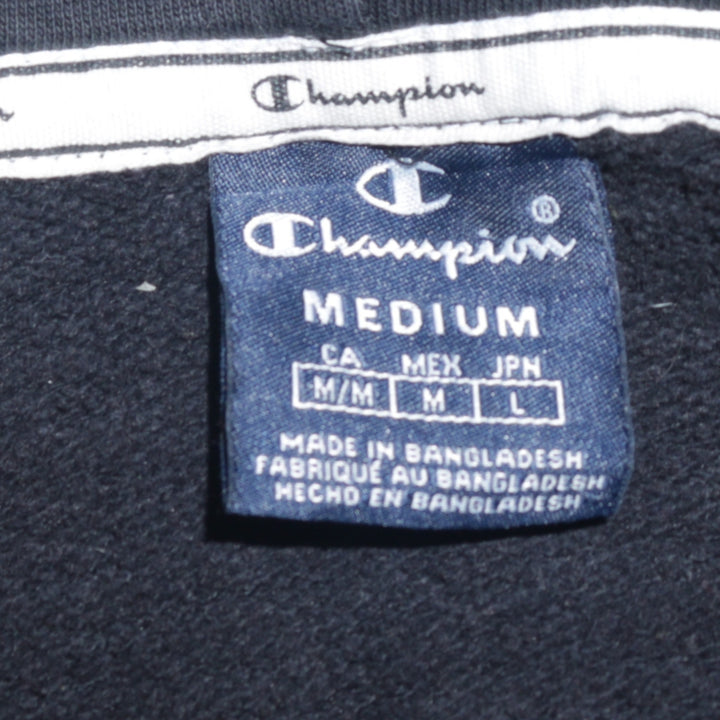 Champion
Champion®
MEDIUM
CA MEX JPN
M/M M L
MADE IN BANGLADESH
FABRIQUÉ AU BANGLADESH
HECHO EN BANGLADESH